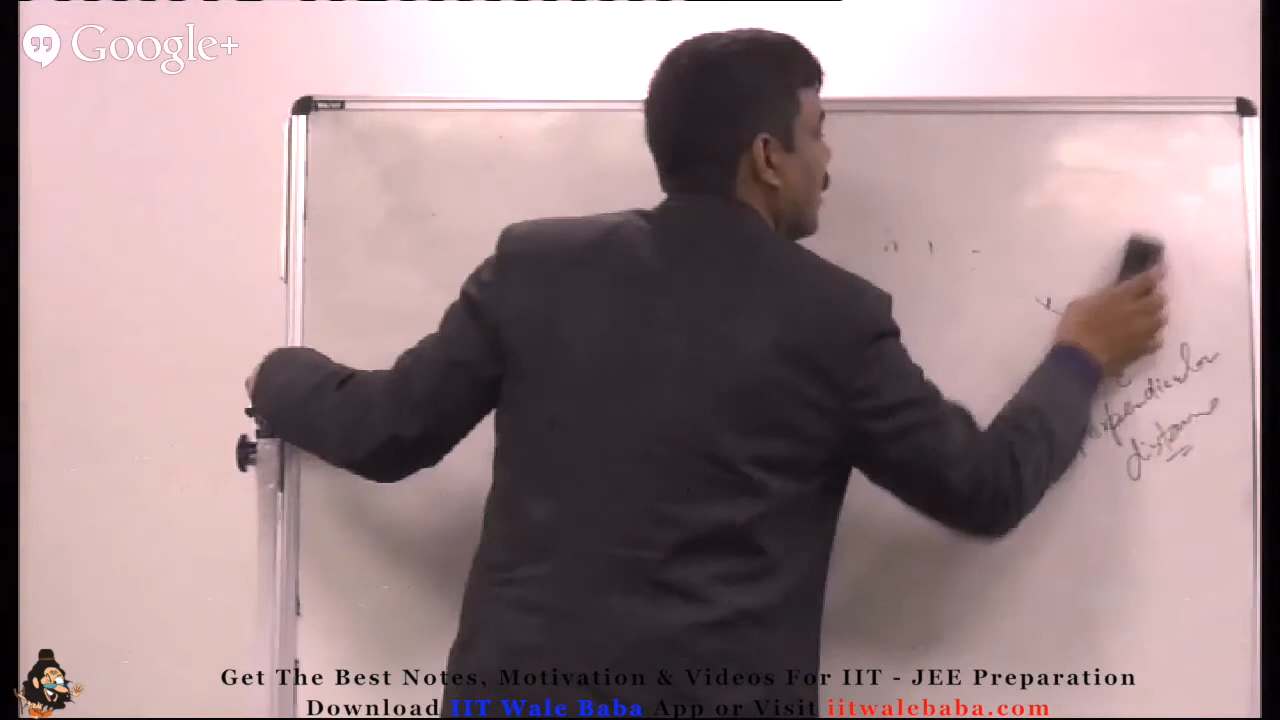 Google+
perpendicular
distance
Get The Best Notes, Motivation & Videos For IIT - JEE Preparation
Download IIT Wale Baba App or Visit iitwalebaba.com